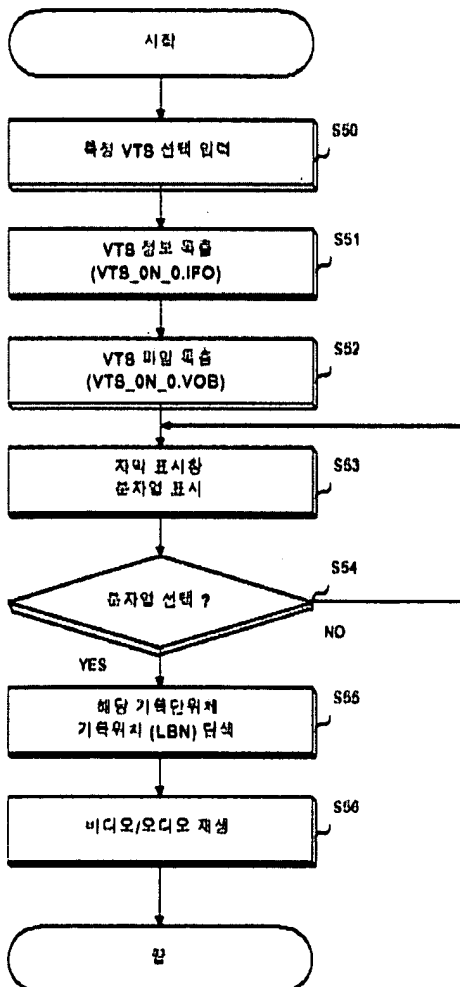 시작
특정 VTS 선택 입력
S50
VTS 정보 독출
(VTS_0N_0.IFO)
S51
VTS 파일 독출
(VTS_0N_0.VOB)
S52
자막 표시창
문자열 표시
S53
문자열 선택 ?
S54
NO
YES
해당 기록단위체
기록위치 (LBN) 탐색
S55
비디오/오디오 재생
S56
끝